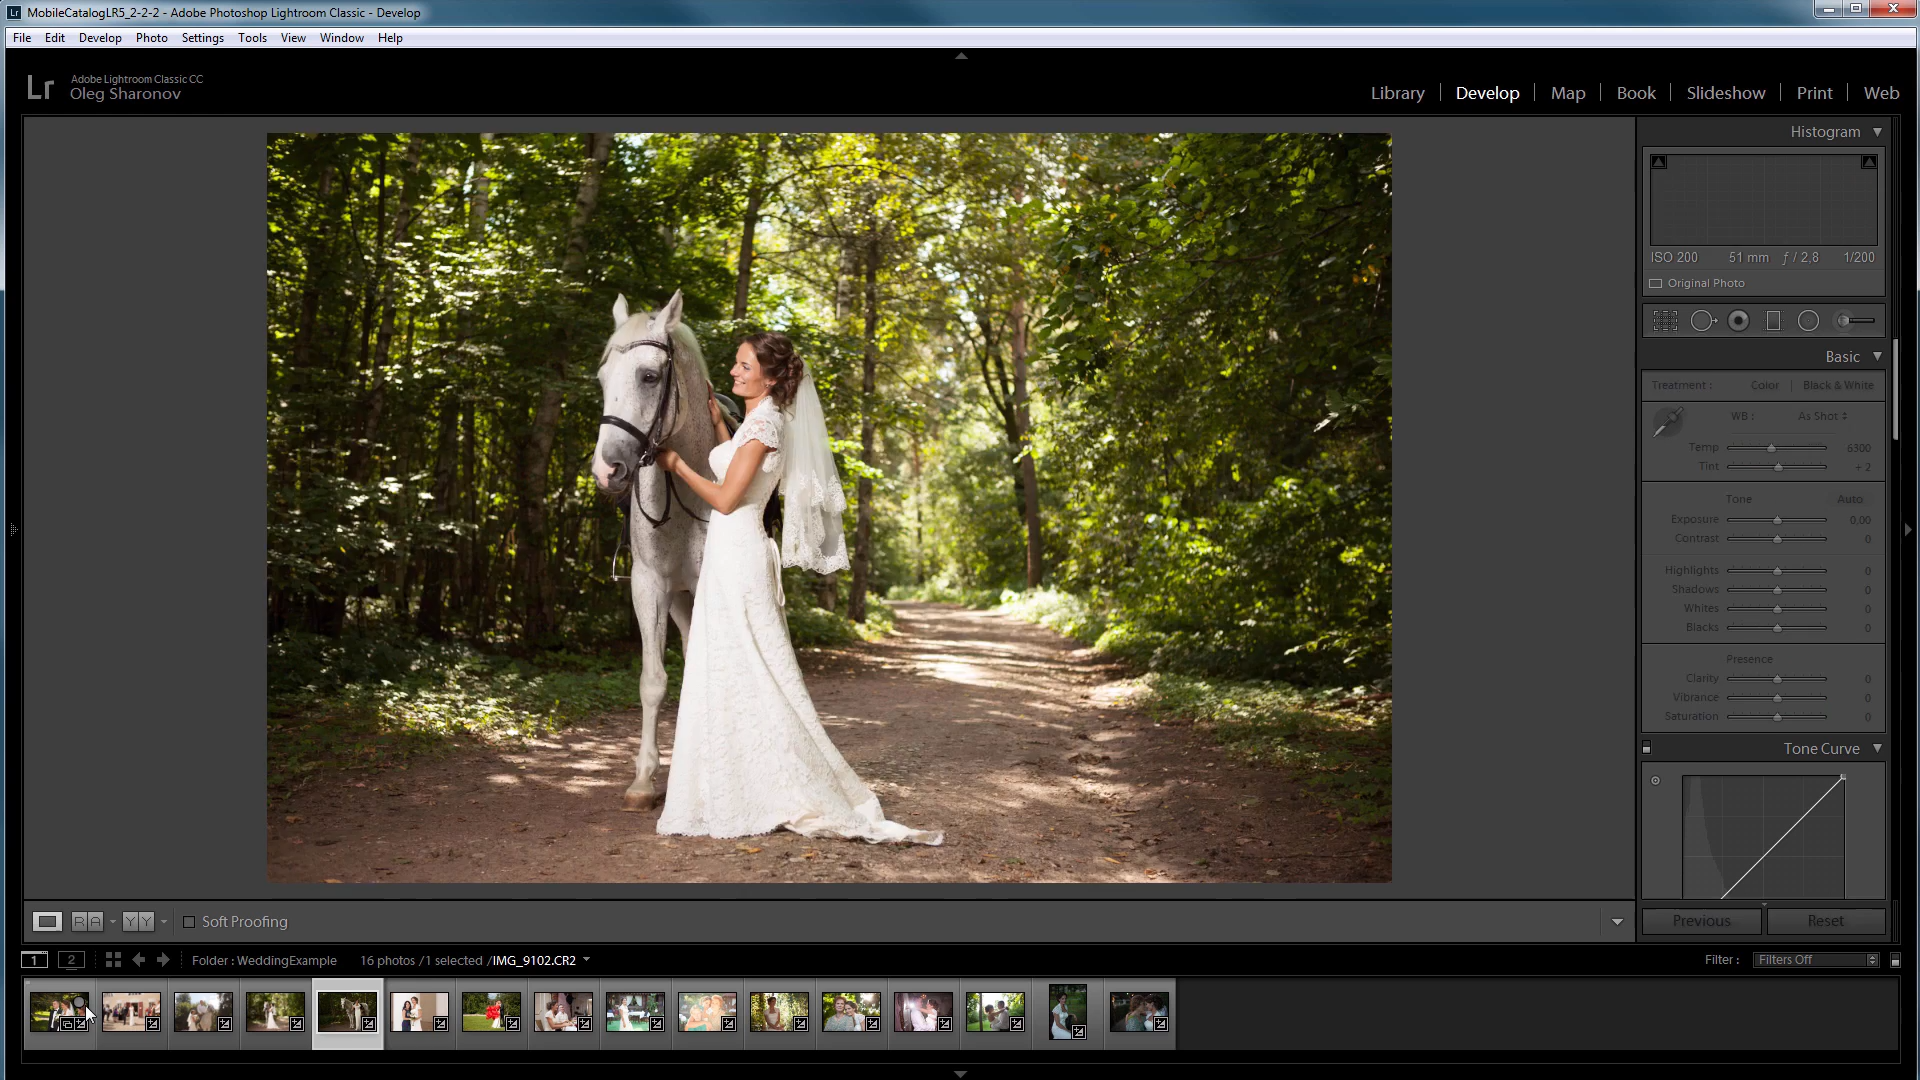 MobileCatalogLR5_2-2-2 - Adobe Photoshop Lightroom Classic - Develop
File Edit Develop Photo Settings Tools View Window Help
Lr Adobe Lightroom Classic CC
Oleg Sharonov
Library Develop Map Book Slideshow Print Web
Histogram
ISO 200 51 mm ƒ / 2,8 1/200
Original Photo
Basic
Treatment : Color Black & White
WB : As Shot
Temp 6300
Tint + 2
Tone Auto
Exposure 0,00
Contrast 0
Highlights 0
Shadows 0
Whites 0
Blacks 0
Presence
Clarity 0
Vibrance 0
Saturation 0
Tone Curve
R A Y Y Soft Proofing
Previous Reset
1 2 Folder : WeddingExample 16 photos /1 selected /IMG_9102.CR2
Filter : Filters Off